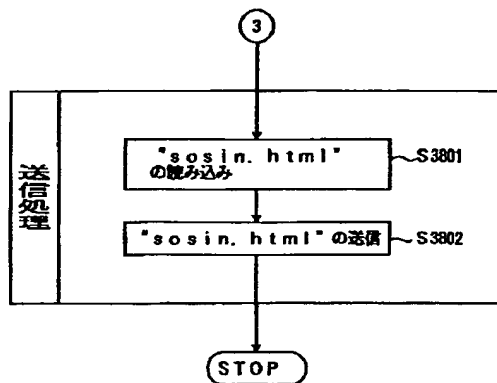 3
送信処理
"sosin. html"
の読み込み
S3801
"sosin. html"の送信
S3802
STOP